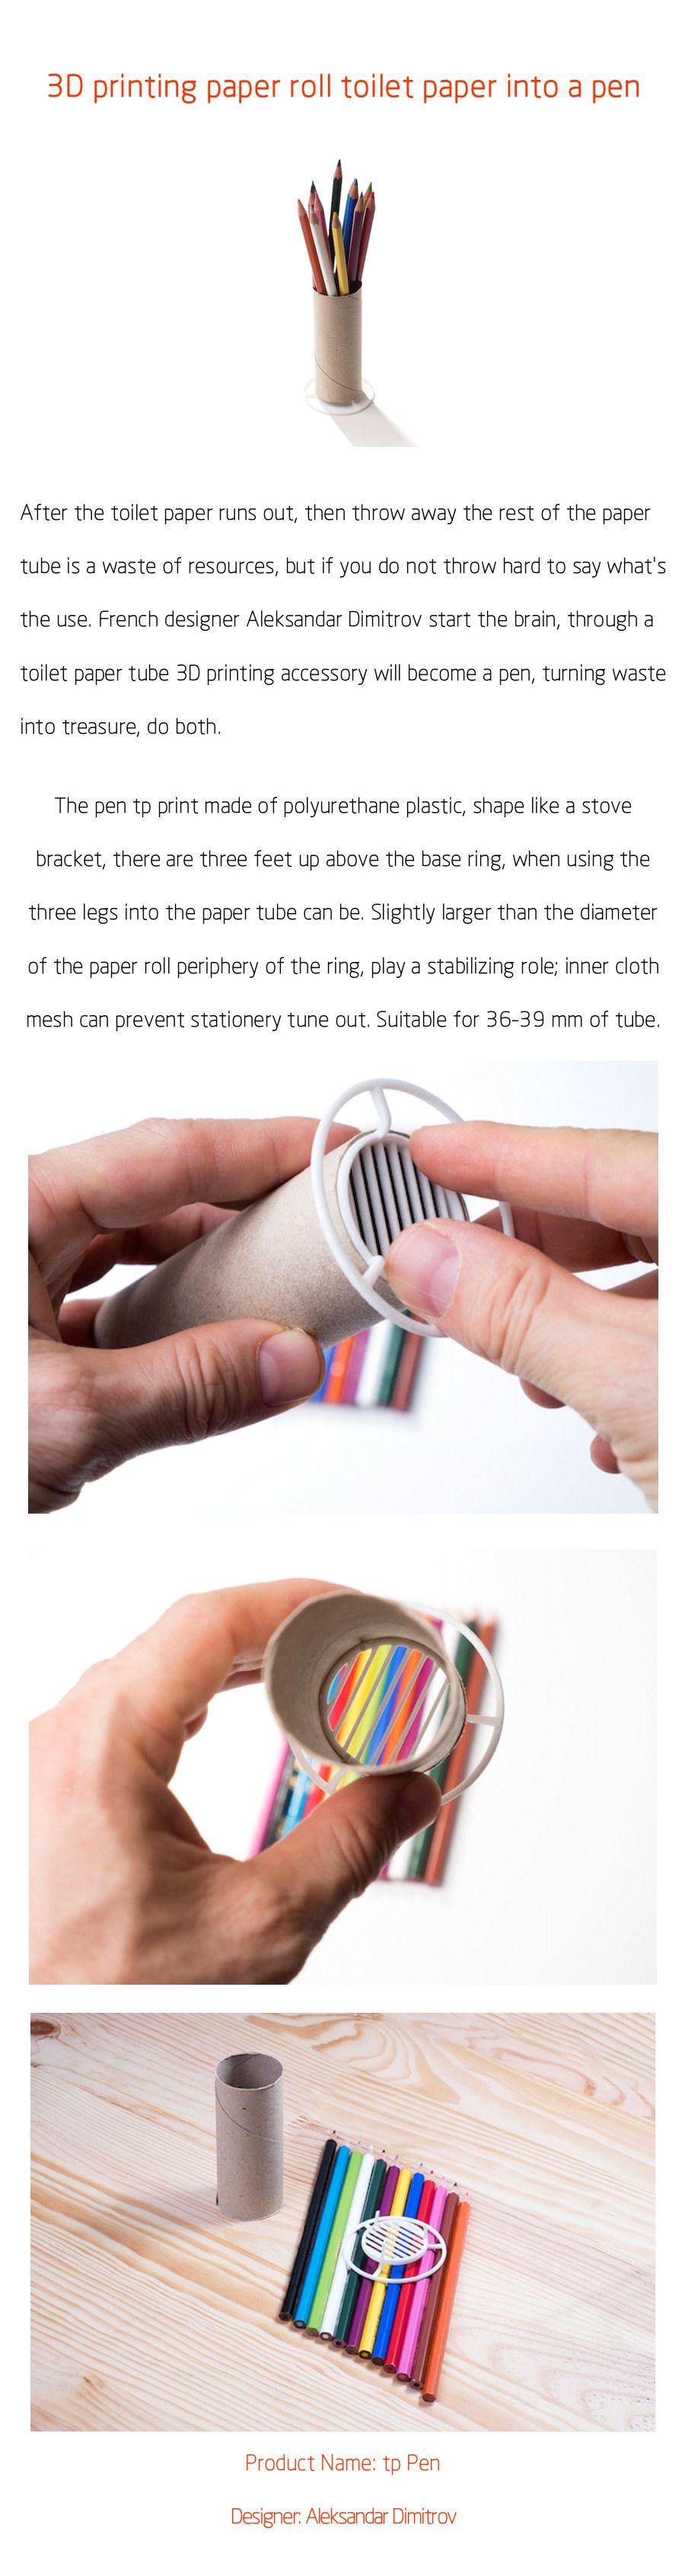 3D printing paper roll toilet paper into a pen
After the toilet paper runs out, then throw away the rest of the paper
tube is a waste of resources, but if you do not throw hard to say what's
the use. French designer Aleksandar Dimitrov start the brain, through a
toilet paper tube 3D printing accessory will become a pen, turning waste
into treasure, do both.
The pen tp print made of polyurethane plastic, shape like a stove
bracket, there are three feet up above the base ring, when using the
three legs into the paper tube can be. Slightly larger than the diameter
of the paper roll periphery of the ring, play a stabilizing role; inner cloth
mesh can prevent stationery tune out. Suitable for 36-39 mm of tube.
Product Name: tp Pen
Designer: Aleksandar Dimitrov